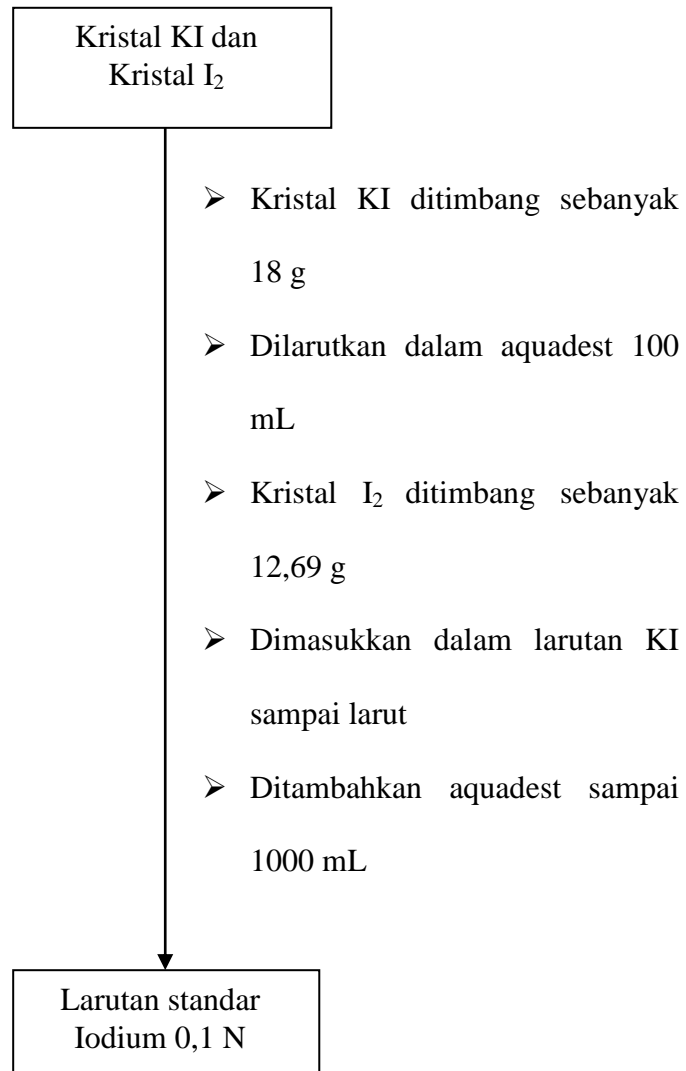 Kristal KI dan
Kristal I₂
➢ Kristal KI ditimbang sebanyak
18 g
➢ Dilarutkan dalam aquadest 100
mL
➢ Kristal I₂ ditimbang sebanyak
12,69 g
➢ Dimasukkan dalam larutan KI
sampai larut
➢ Ditambahkan aquadest sampai
1000 mL
Larutan standar
Iodium 0,1 N